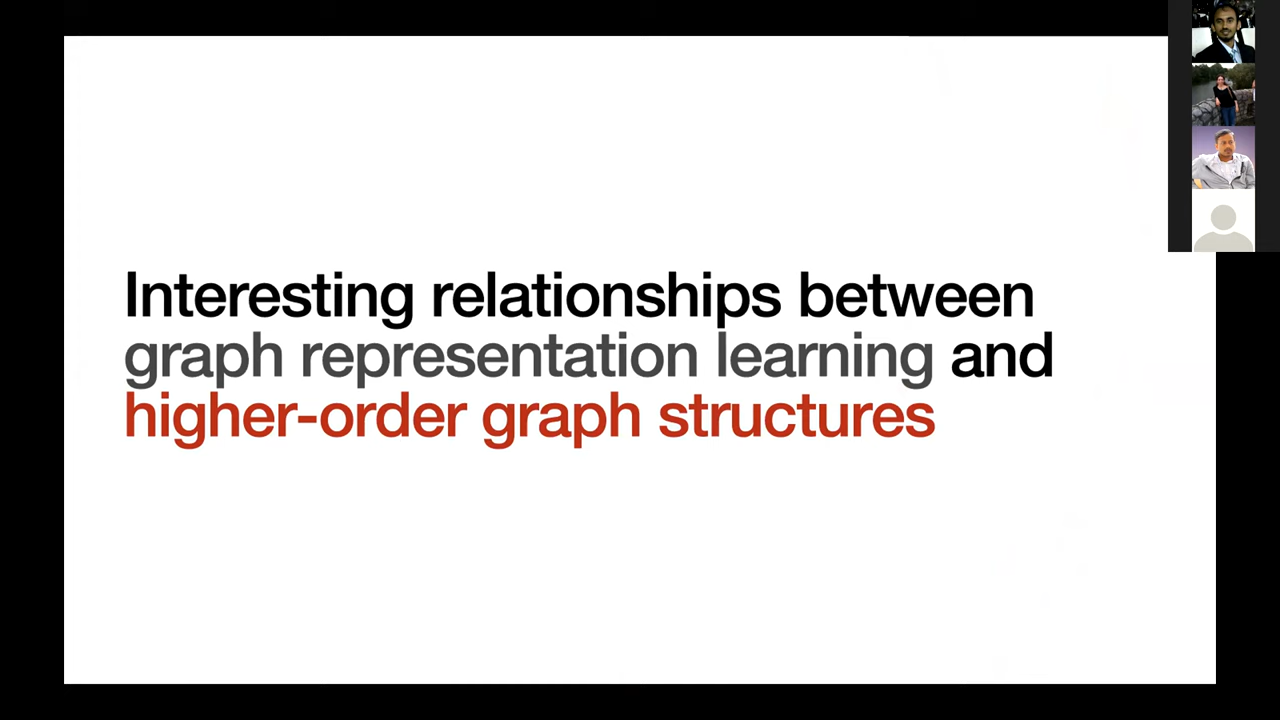 Interesting relationships between
graph representation learning and
higher-order graph structures